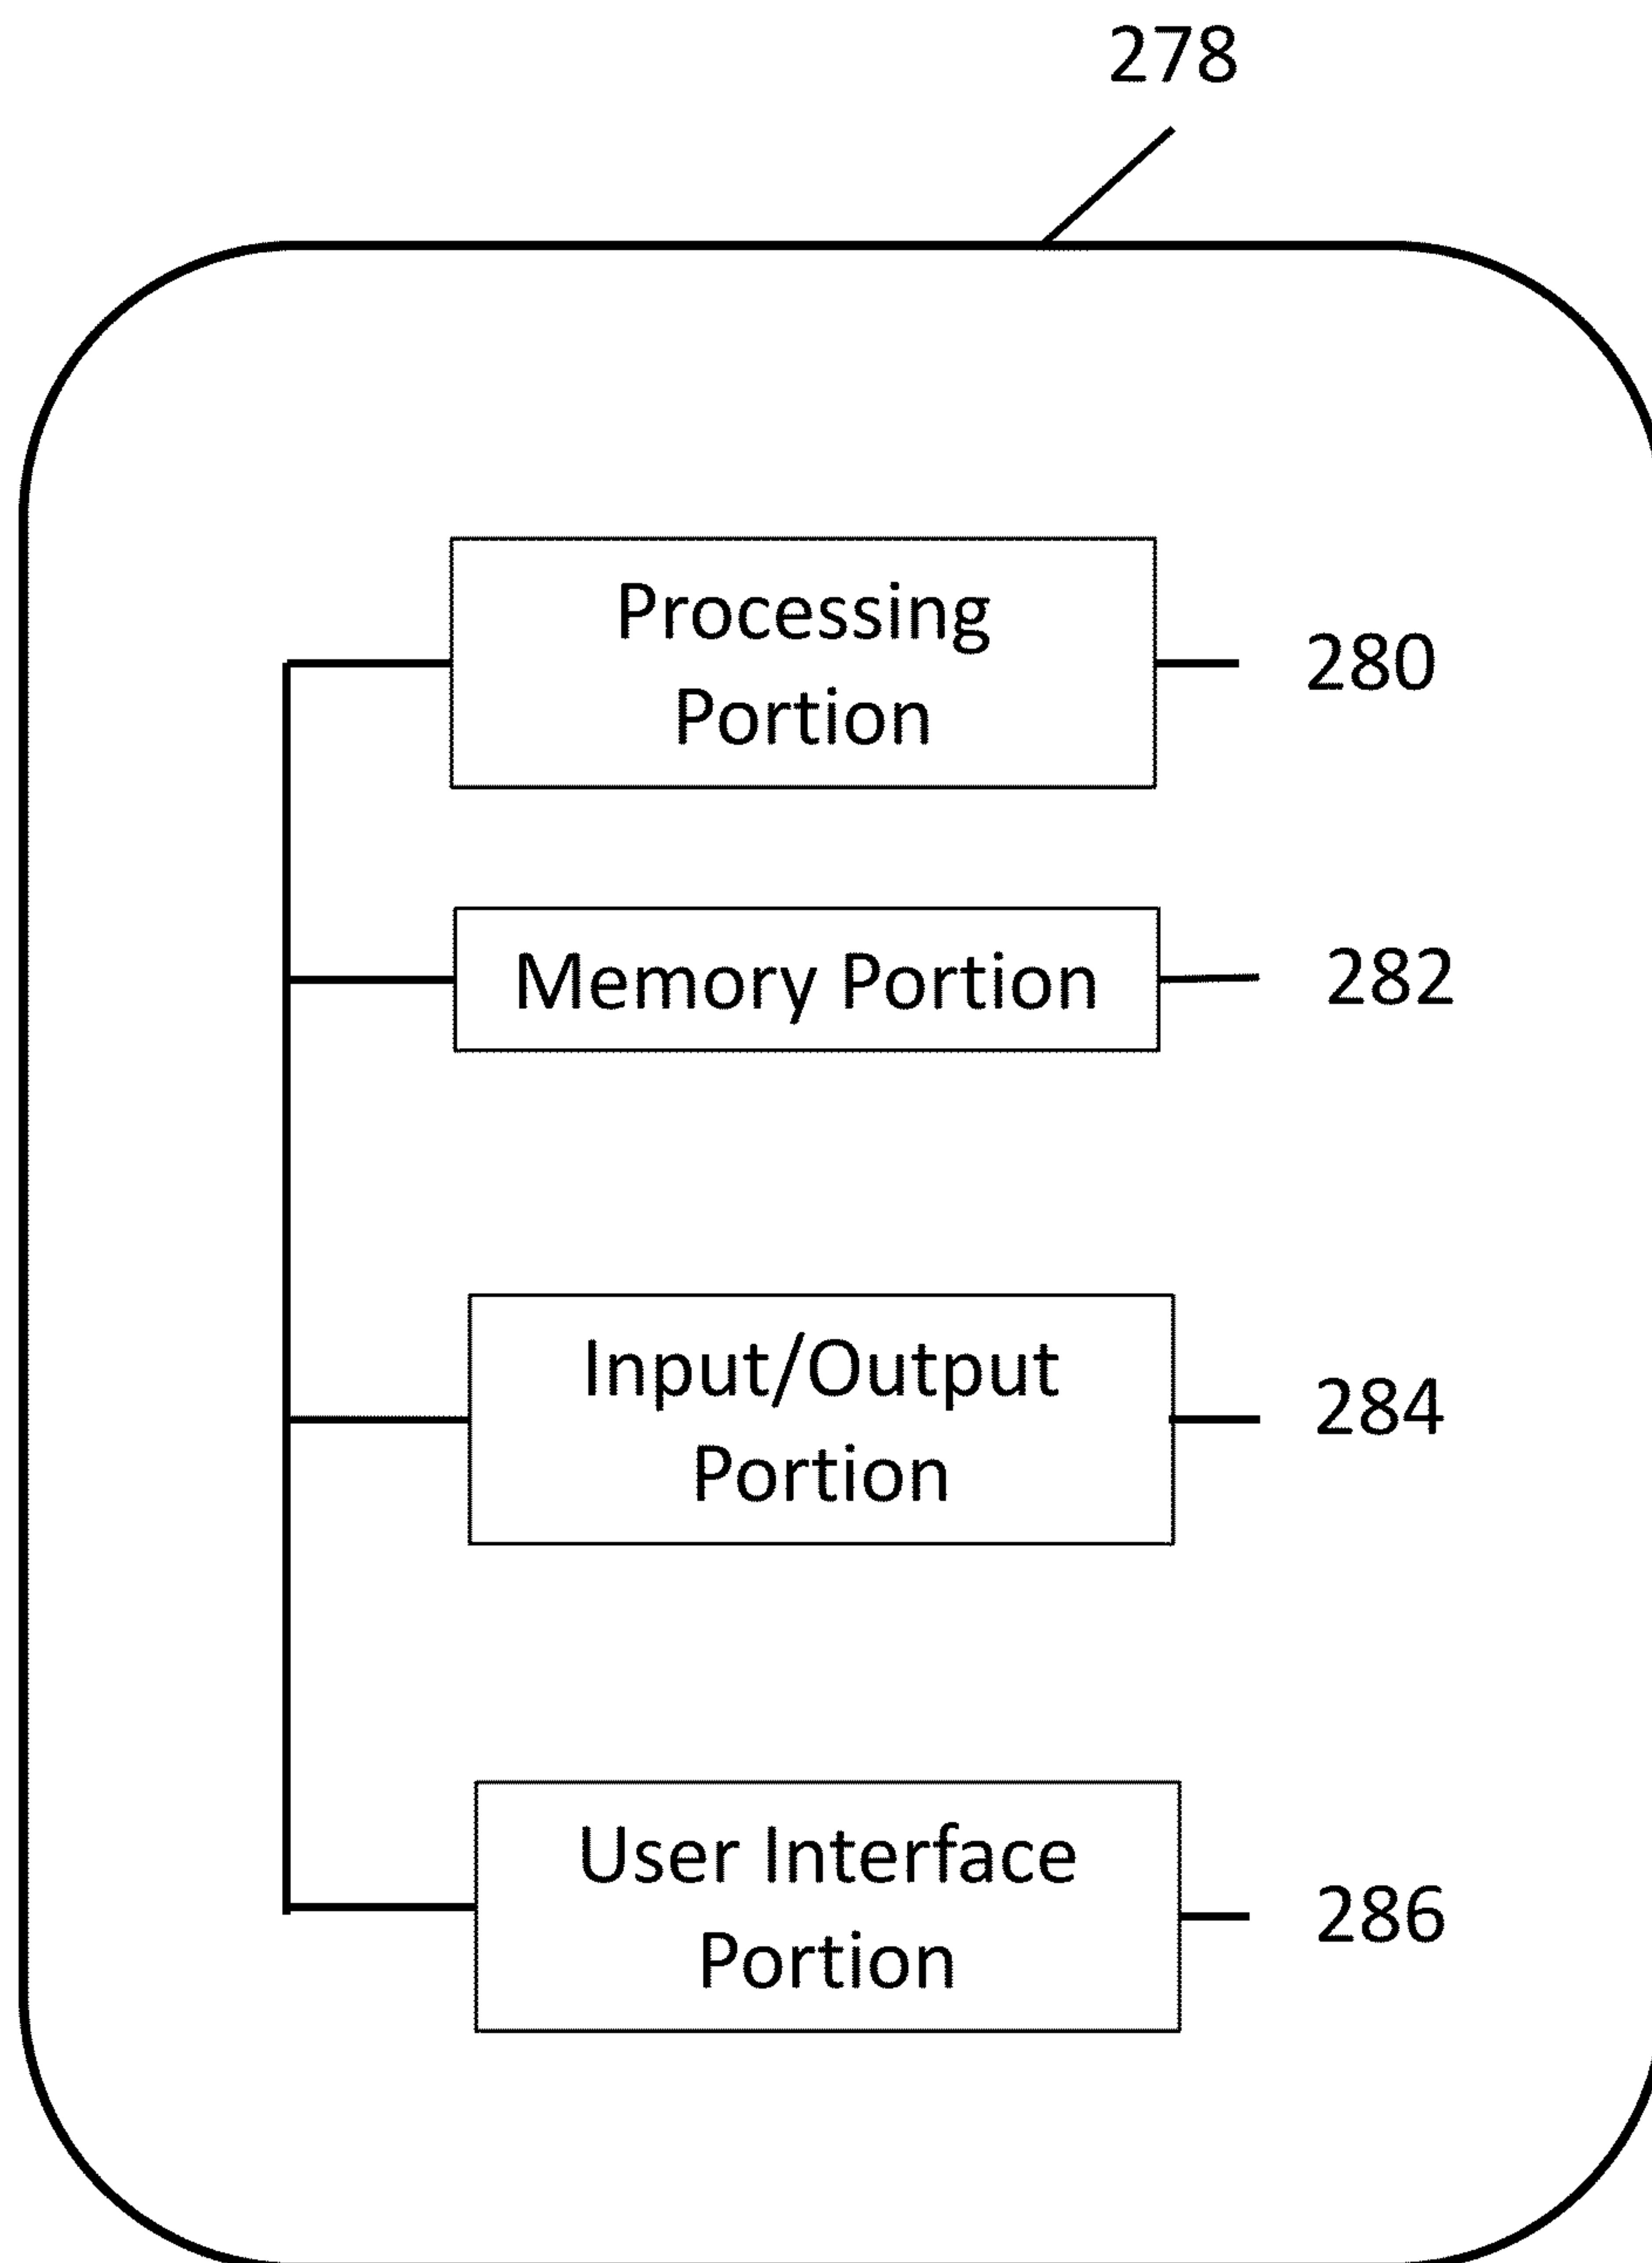 278
Processing
Portion
280
Memory Portion
282
Input/Output
Portion
284
User Interface
Portion
286